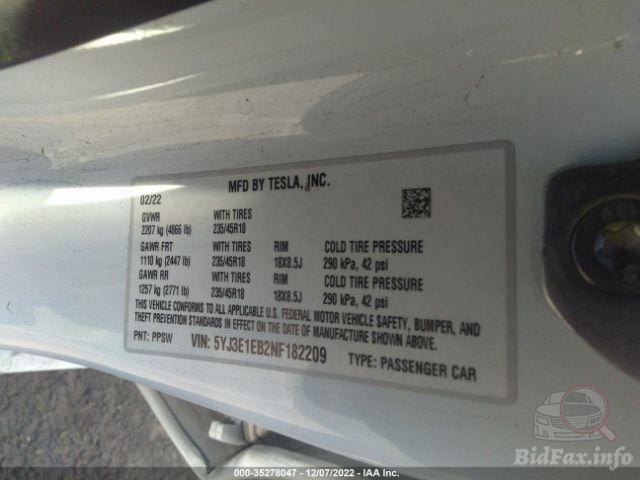 MFD BY TESLA, INC.
02/22
GVWR WITH TIRES
2207 kg (4866 lb) 235/45R18
GAWR FRT WITH TIRES RIM COLD TIRE PRESSURE
1110 kg (2447 lb) 235/45R18 18X8.5J 290 kPa, 42 psi
GAWR RR WITH TIRES RIM COLD TIRE PRESSURE
1257 kg (2771 lb) 235/45R18 18X8.5J 290 kPa, 42 psi
THIS VEHICLE CONFORMS TO ALL APPLICABLE U.S. FEDERAL MOTOR VEHICLE SAFETY, BUMPER, AND
THEFT PREVENTION STANDARDS IN EFFECT ON THE DATE OF MANUFACTURE SHOWN ABOVE.
PNT: PPSW VIN: 5YJ3E1EB2NF182209 TYPE: PASSENGER CAR
BidFax.info
000-35278047 - 12/07/2022 - IAA Inc.